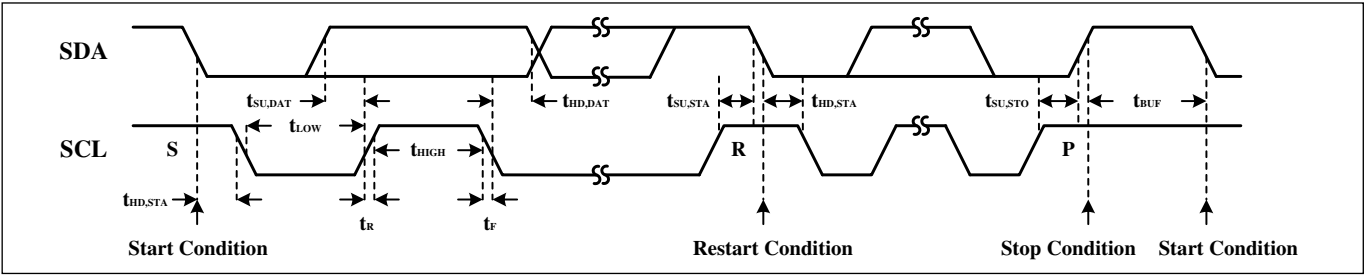 SDA
tSU,DAT tHD,DAT tSU,STA tHD,STA tSU,STO tBUF
tLOW
SCL S tHIGH R P
tHD,STA
tR tF
Start Condition Restart Condition Stop Condition Start Condition